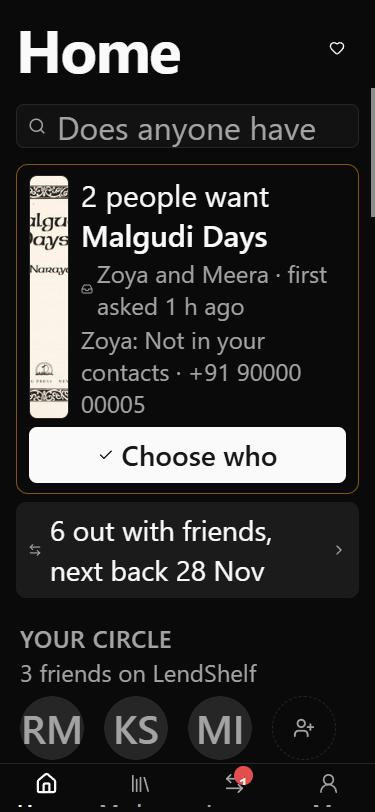 Home
Does anyone have
2 people want
Malgudi Days
Zoya and Meera · first
asked 1 h ago
Zoya: Not in your
contacts · +91 90000
00005
Choose who
6 out with friends,
next back 28 Nov
YOUR CIRCLE
3 friends on LendShelf
RM KS MI
1